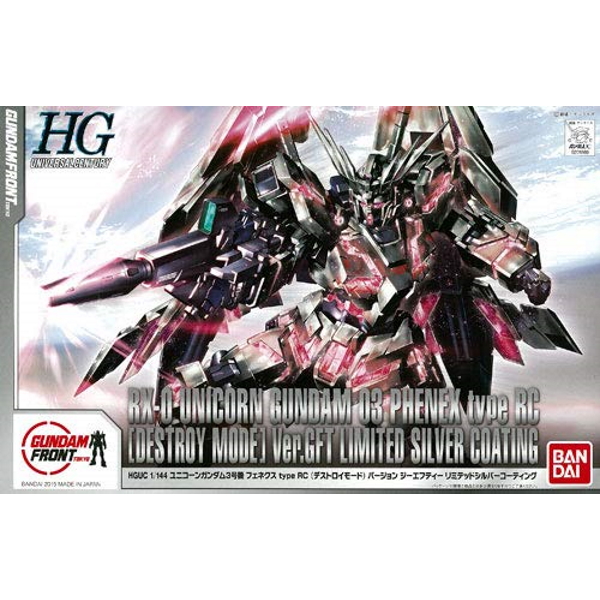 GUNDAM FRONT TOKYO
HG
UNIVERSAL CENTURY
RX-0 UNICORN GUNDAM 03 PHENEX type RC
[DESTROY MODE] Ver.GFT LIMITED SILVER COATING
GUNDAM
FRONT TOKYO
HGUC 1/144 ユニコーンガンダム3号機 フェネクス type RC (デストロイモード) バージョン ジーエフティー リミテッドシルバーコーティング
BANDAI 2015 MADE IN JAPAN
BAN
DAI